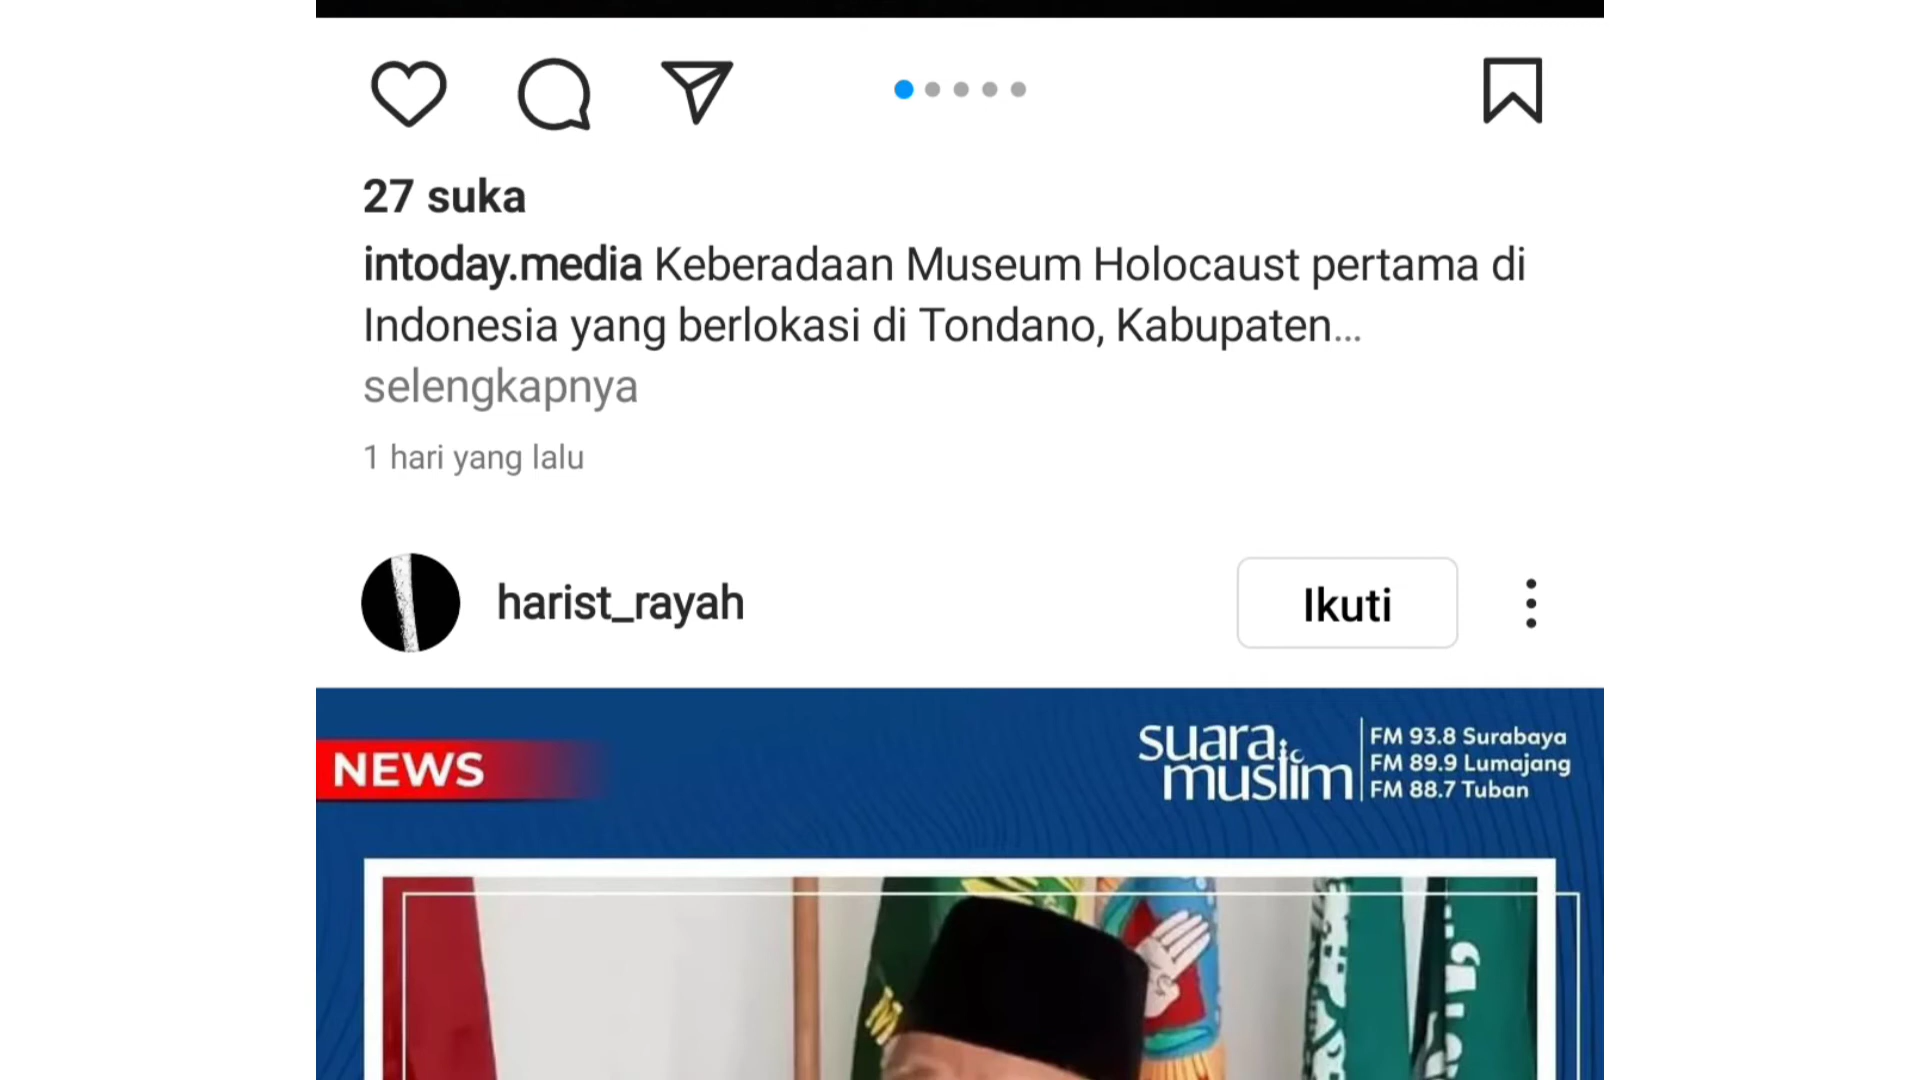 27 suka
intoday.media Keberadaan Museum Holocaust pertama di
Indonesia yang berlokasi di Tondano, Kabupaten...
selengkapnya
1 hari yang lalu
harist_rayah
Ikuti
NEWS
suara
muslim
FM 93.8 Surabaya
FM 89.9 Lumajang
FM 88.7 Tuban